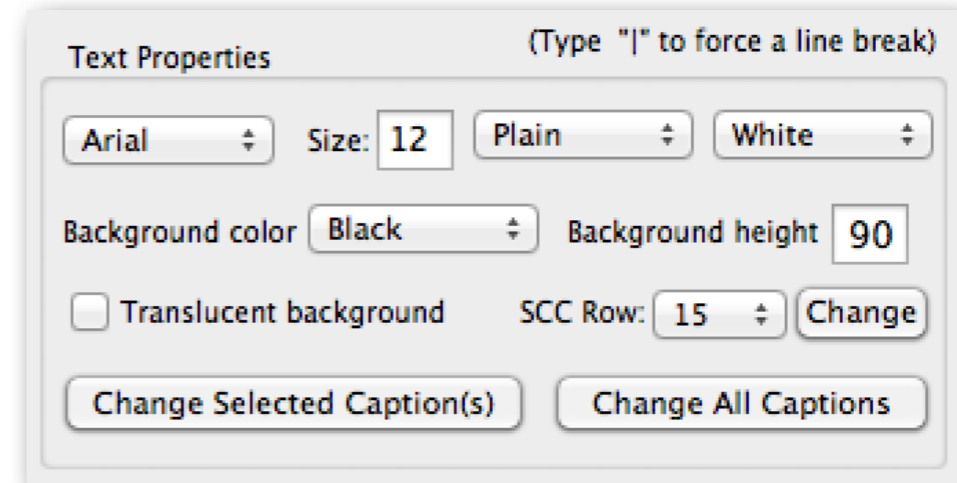 (Type "|" to force a line break)
Text Properties
Arial Size: 12 Plain White
Background color Black Background height 90
Translucent background SCC Row: 15 Change
Change Selected Caption(s) Change All Captions